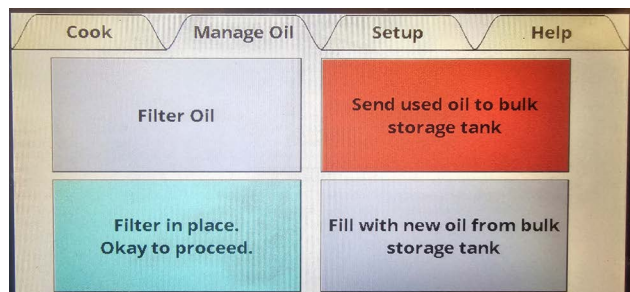 Cook
Manage Oil
Setup
Help
Filter Oil
Send used oil to bulk
storage tank
Filter in place.
Okay to proceed.
Fill with new oil from bulk
storage tank